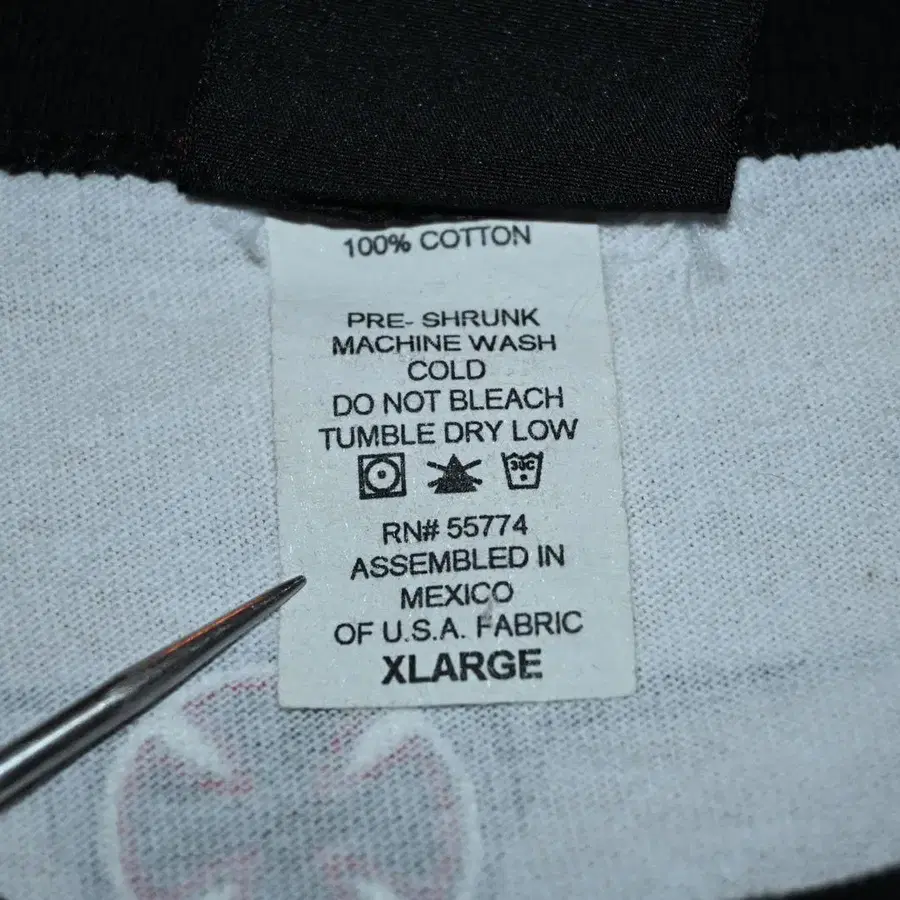 100% COTTON
PRE- SHRUNK
MACHINE WASH
COLD
DO NOT BLEACH
TUMBLE DRY LOW
30C
RN# 55774
ASSEMBLED IN
MEXICO
OF U.S.A. FABRIC
XLARGE